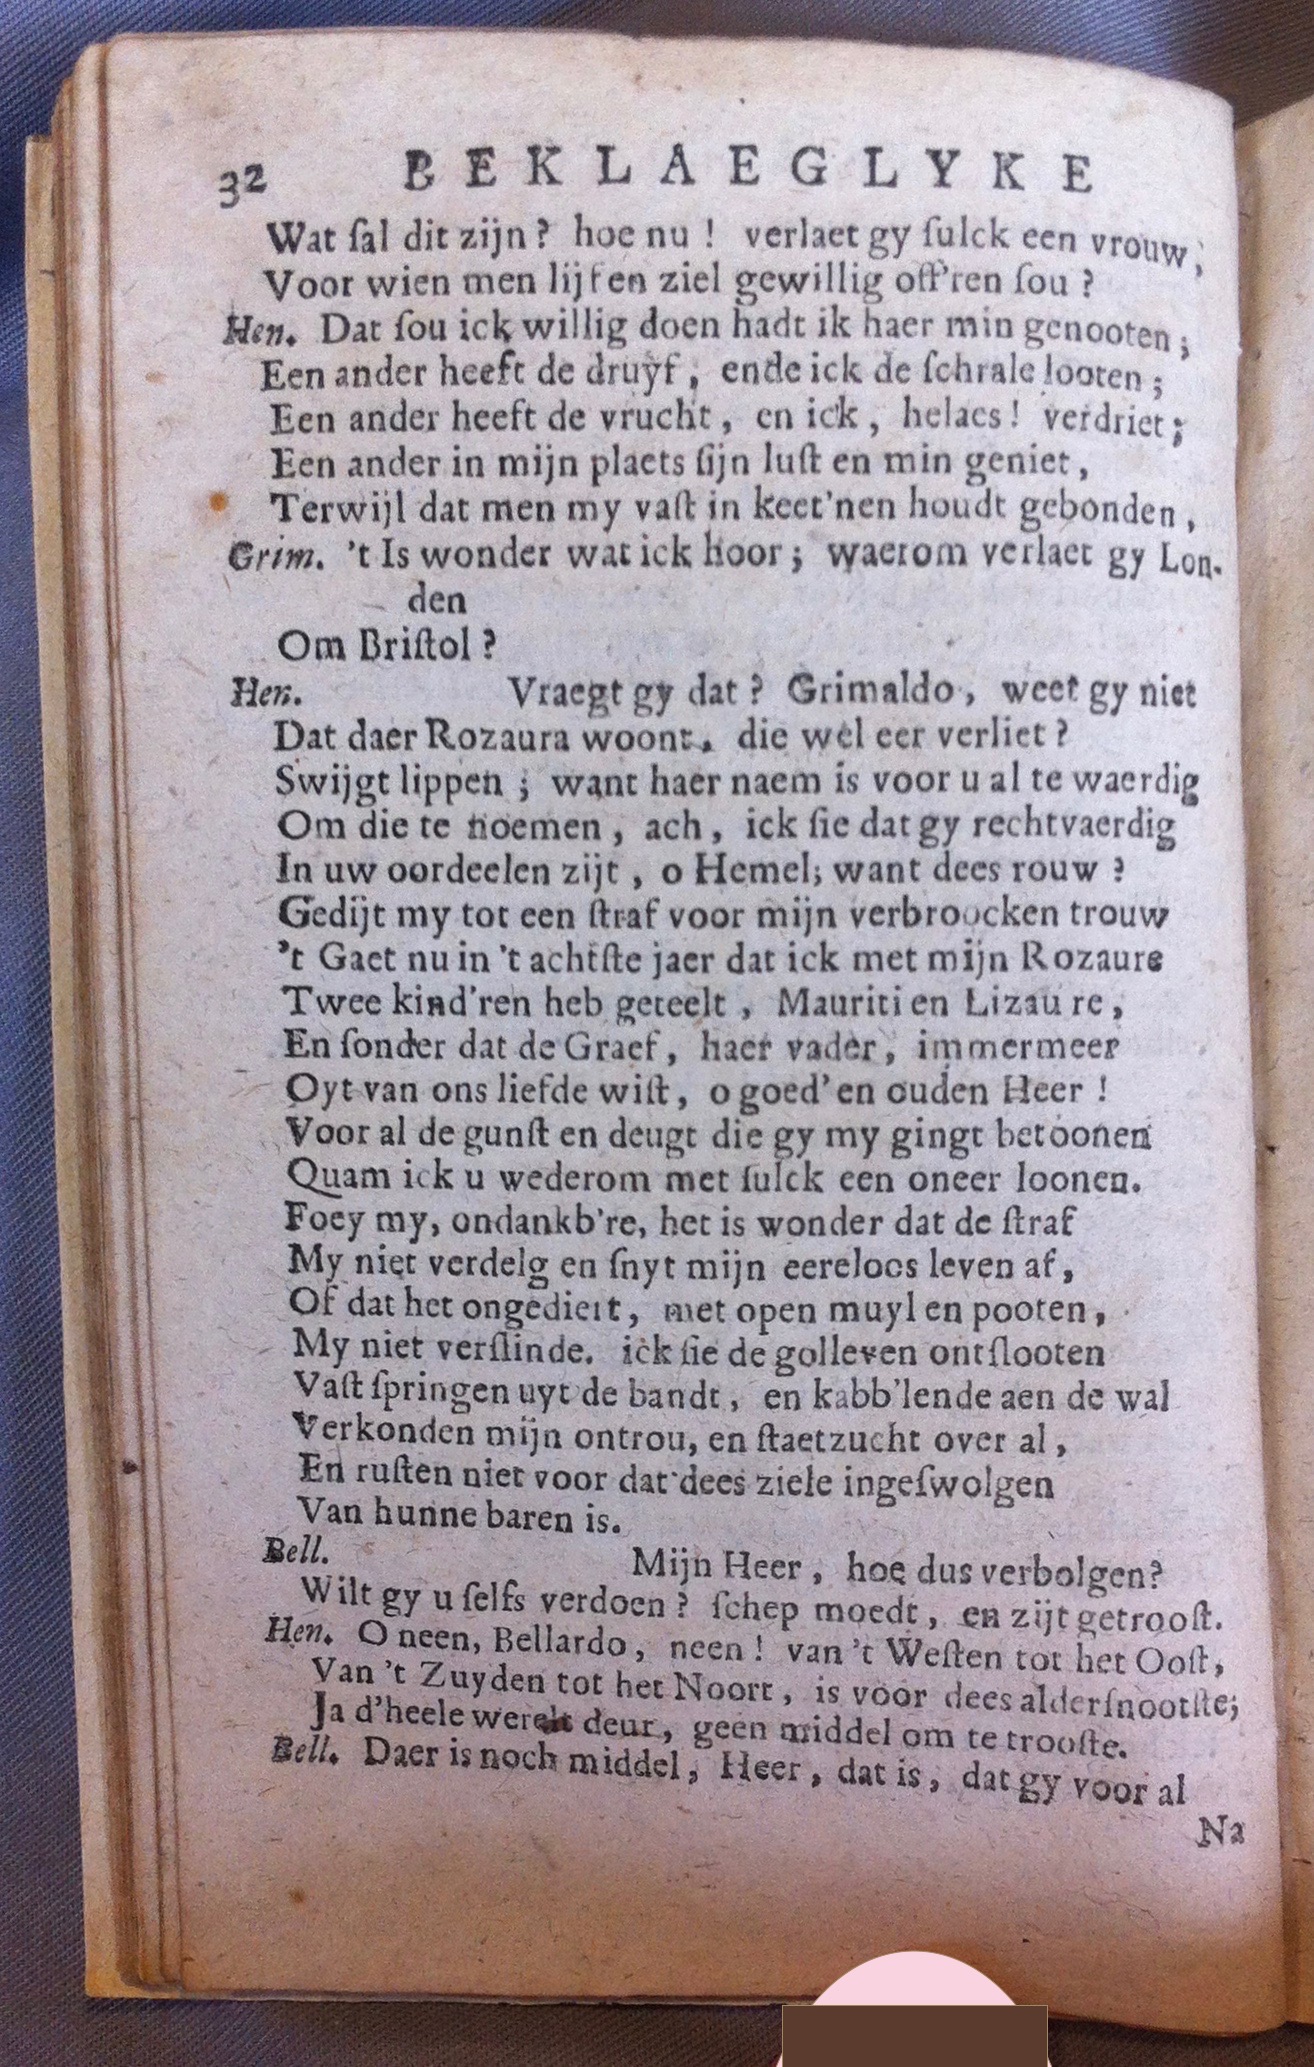 32 BEKLAEGLYKE
Wat ſal dit zijn? hoe nu! verlaet gy ſulck een vrouw;
Voor wien men lijf en ziel gewillig off'ren ſou?
Hen. Dat ſou ick willig doen hadt ik haer min genooten;
Een ander heeft de druyf, ende ick de ſchrale looten;
Een ander heeft de vrucht, en ick, helaes! verdriet;
Een ander in mijn plaets ſijn luſt en min geniet,
Terwijl dat men my vaſt in keet'nen houdt gebonden,
Grim. 't Is wonder wat ick hoor; waerom verlaet gy Lon-
den
Om Briſtol?
Hen. Vraegt gy dat? Grimaldo, weet gy niet
Dat daer Rozaura woont, die wel eer verliet?
Swijgt lippen; want haer naem is voor u al te waerdig
Om die te noemen, ach, ick ſie dat gy rechtvaerdig
In uw oordeelen zijt, o Hemel; want dees rouw?
Gedijt my tot een ſtraf voor mijn verbroocken trouw
't Gaet nu in 't achtſte jaer dat ick met mijn Rozaure
Twee kind'ren heb geteelt, Mauriti en Lizaure,
En ſonder dat de Graef, haer vader, immermeer
Oyt van ons liefde wiſt, o goed' en ouden Heer!
Voor al de gunſt en deugt die gy my gingt betoonen
Quam ick u wederom met ſulck een oneer loonen.
Foey my, ondankb're, het is wonder dat de ſtraf
My niet verdelg en ſnyt mijn eereloos leven af,
Of dat het ongediert, met open muyl en pooten,
My niet verſlinde. ick ſie de golleven ontſlooten
Vaſt ſpringen uyt de bandt, en kabb'lende aen de wal
Verkonden mijn ontrou, en ſtaetzucht over al,
En ruſten niet voor dat dees ziele ingeſwolgen
Van hunne baren is.
Bell. Mijn Heer, hoe dus verbolgen?
Wilt gy u ſelfs verdoen? ſchep moedt, en zijt getrooſt.
Hen. O neen, Bellardo, neen! van 't Weſten tot het Ooſt,
Van 't Zuyden tot het Noort, is voor dees alderſnootſte;
Ja d'heele werelt deur, geen middel om te trooſte.
Bell. Daer is noch middel, Heer, dat is, dat gy voor al
Na